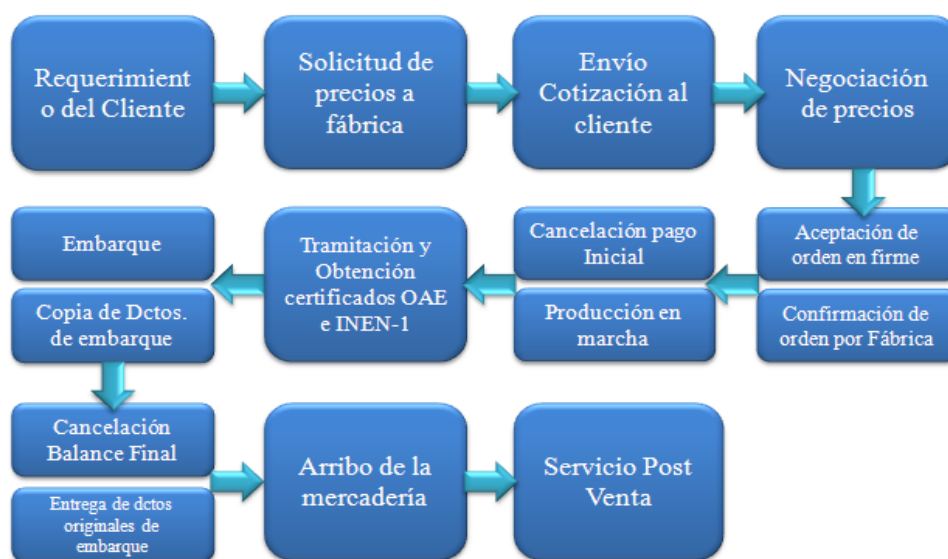 Requerimient
o del Cliente
Solicitud de
precios a
fábrica
Envío
Cotización al
cliente
Negociación
de precios
Aceptación de
orden en firme
Confirmación de
orden por Fábrica
Cancelación pago
Inicial
Producción en
marcha
Tramitación y
Obtención
certificados OAE
e INEN-1
Embarque
Copia de Dctos.
de embarque
Cancelación
Balance Final
Entrega de dctos
originales de
embarque
Arribo de la
mercadería
Servicio Post
Venta